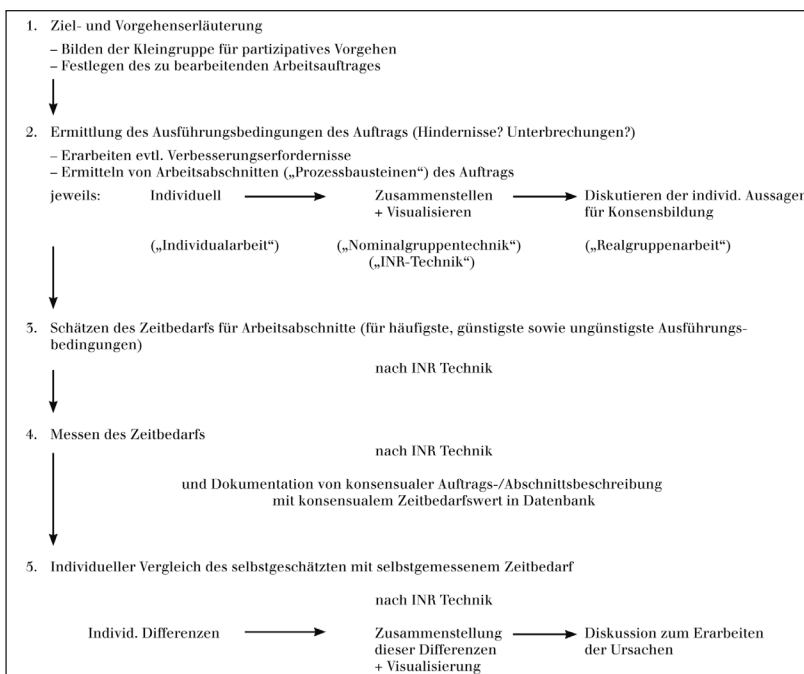 1. Ziel- und Vorgehenserläuterung
– Bilden der Kleingruppe für partizipatives Vorgehen
– Festlegen des zu bearbeitenden Arbeitsauftrages
2. Ermittlung des Ausführungsbedingungen des Auftrags (Hindernisse? Unterbrechungen?)
– Erarbeiten evtl. Verbesserungserfordernisse
– Ermitteln von Arbeitsabschnitten („Prozessbausteinen“) des Auftrags
jeweils: Individuell Zusammenstellen Diskutieren der individ. Aussagen
+ Visualisieren für Konsensbildung
(„Individualarbeit“) („Nominalgruppentechnik“) („Realgruppenarbeit“)
(„INR-Technik“)
3. Schätzen des Zeitbedarfs für Arbeitsabschnitte (für häufigste, günstigste sowie ungünstigste Ausführungs-
bedingungen)
nach INR Technik
4. Messen des Zeitbedarfs
nach INR Technik
und Dokumentation von konsensualer Auftrags-/Abschnittsbeschreibung
mit konsensualem Zeitbedarfswert in Datenbank
5. Individueller Vergleich des selbstgeschätzten mit selbstgemessenem Zeitbedarf
nach INR Technik
Individ. Differenzen Zusammenstellung Diskussion zum Erarbeiten
dieser Differenzen der Ursachen
+ Visualisierung